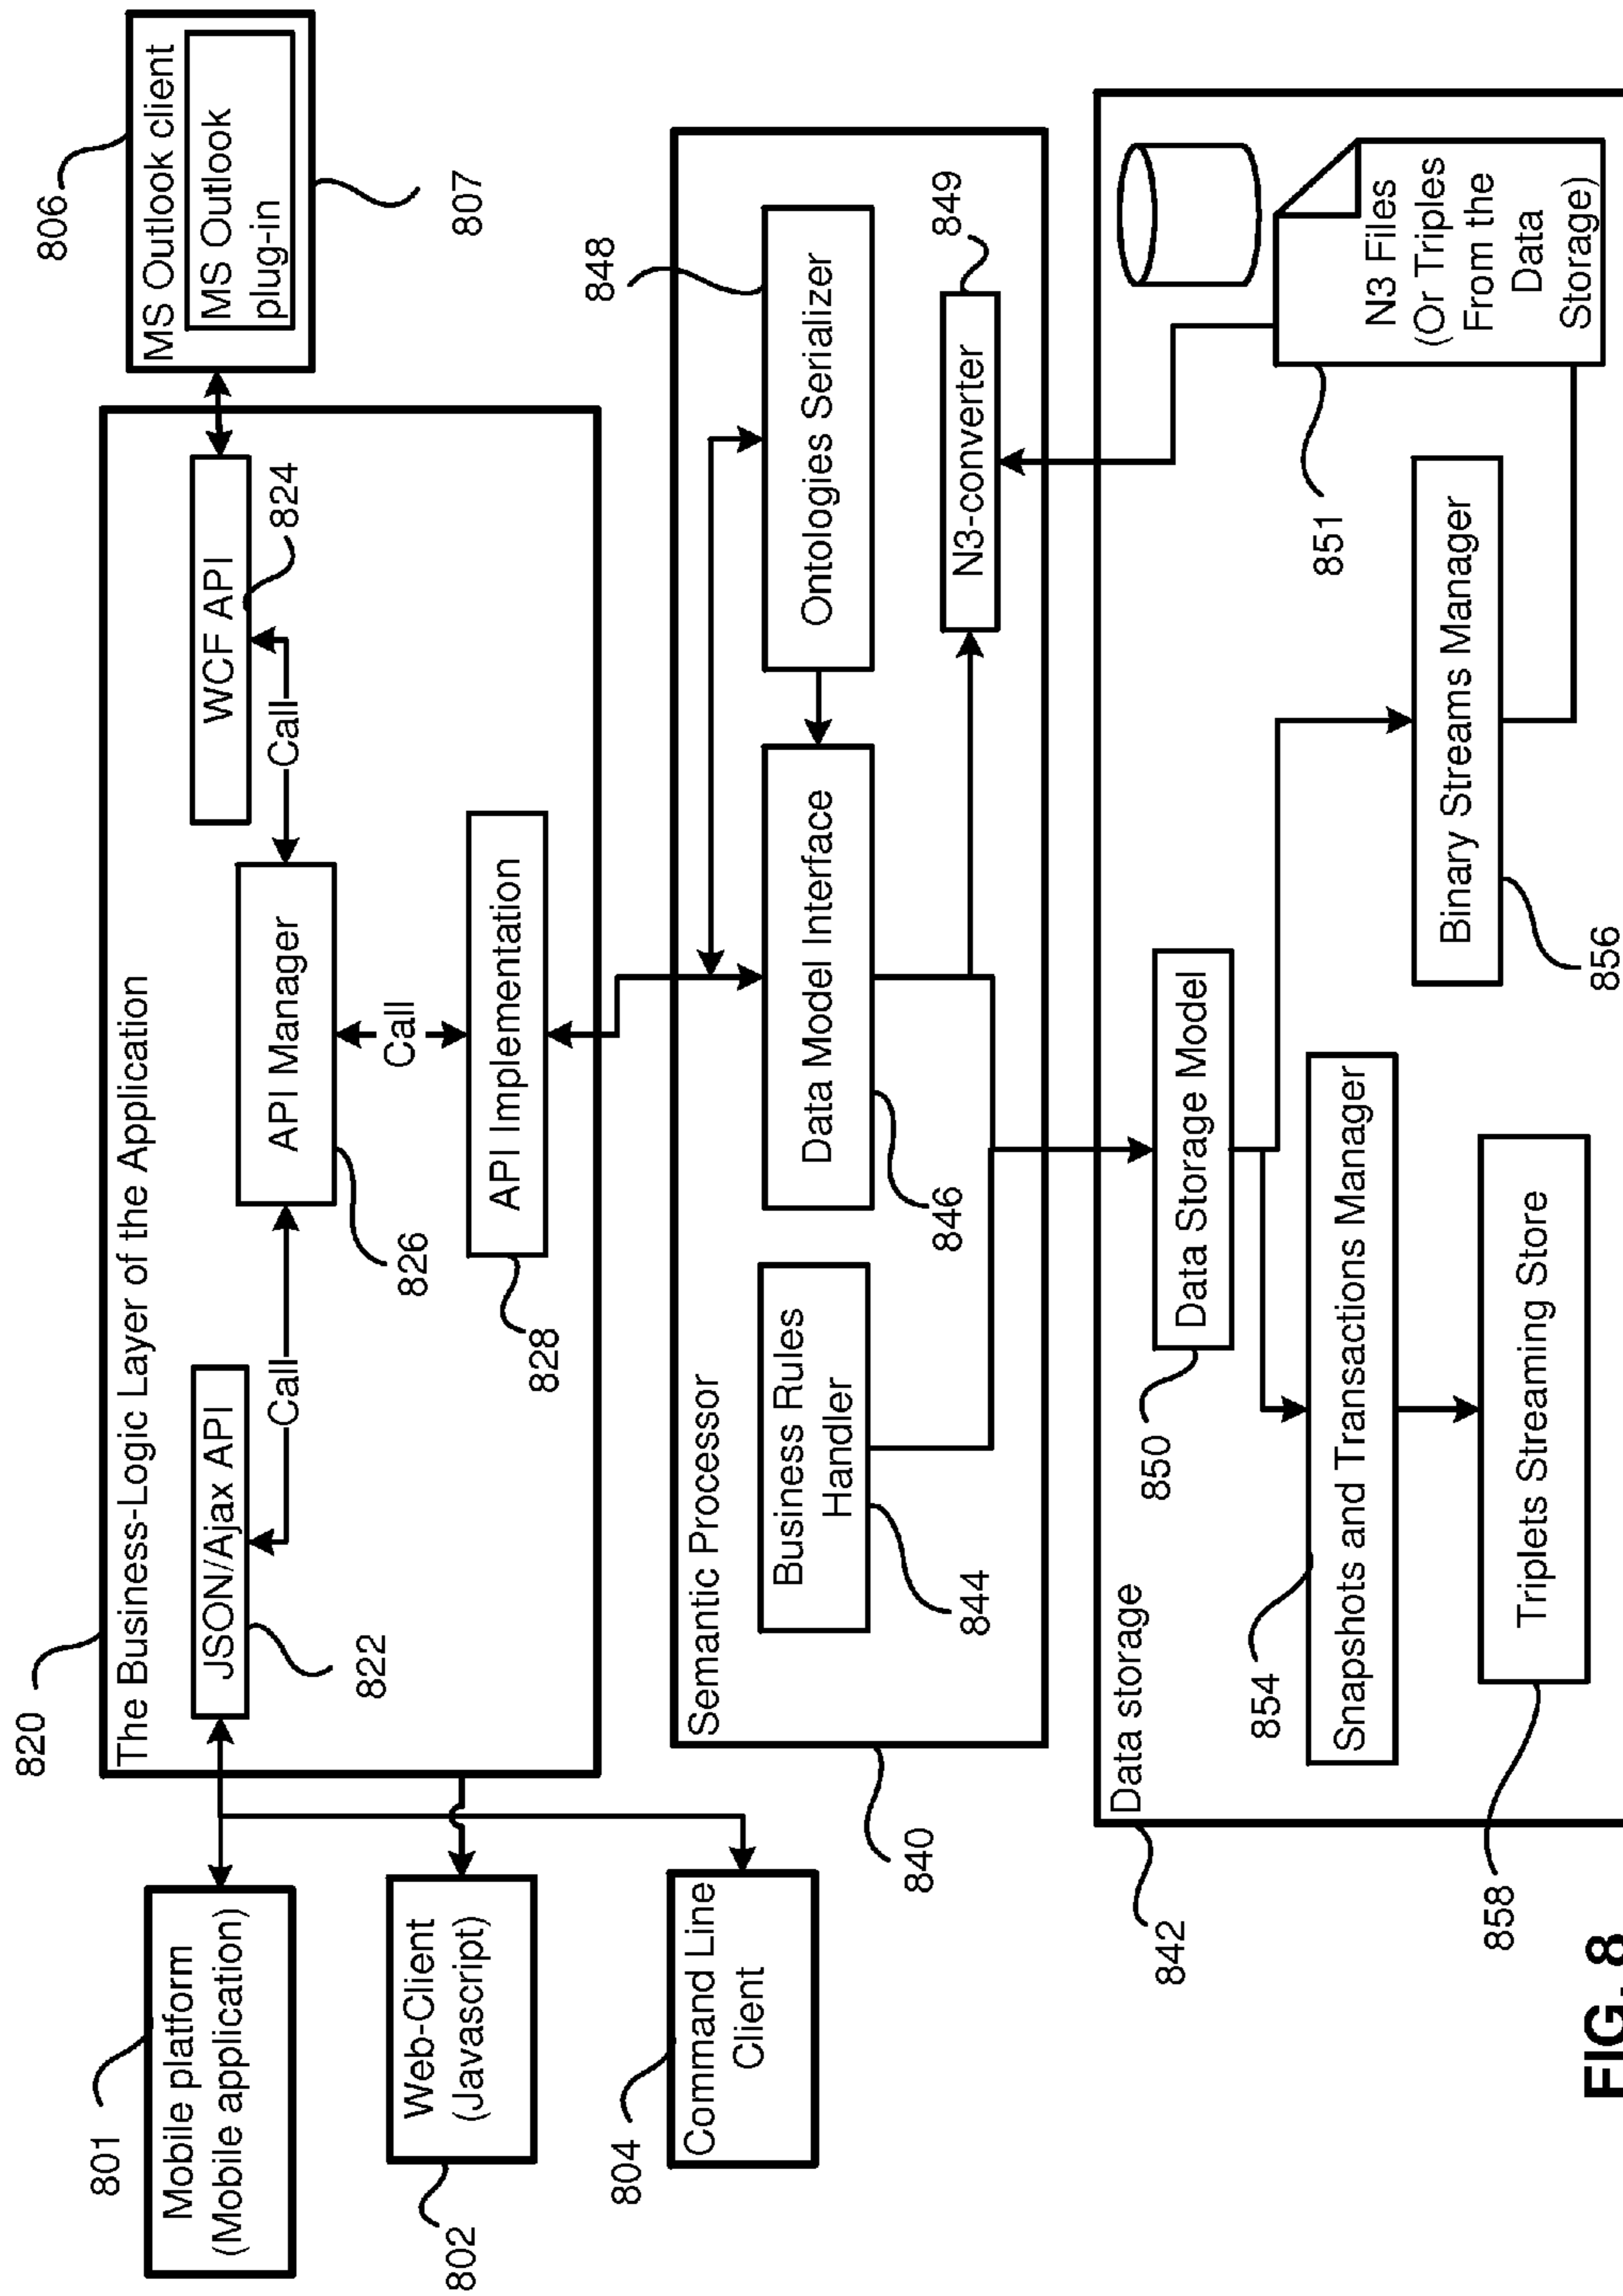 806
MS Outlook client
MS Outlook
plug-in
807
820
The Business-Logic Layer of the Application
JSON/Ajax API
822
Call
API Manager
826
Call
WCF API
824
Call
API Implementation
828
801
Mobile platform
(Mobile application)
Web-Client
(Javascript)
802
804
Command Line
Client
Semantic Processor
840
Business Rules
Handler
844
Data Model Interface
846
848
Ontologies Serializer
N3-converter
849
Data storage
842
Data Storage Model
850
854
Snapshots and Transactions Manager
Triplets Streaming Store
858
Binary Streams Manager
856
851
N3 Files
(Or Triples
From the
Data
Storage)
FIG. 8